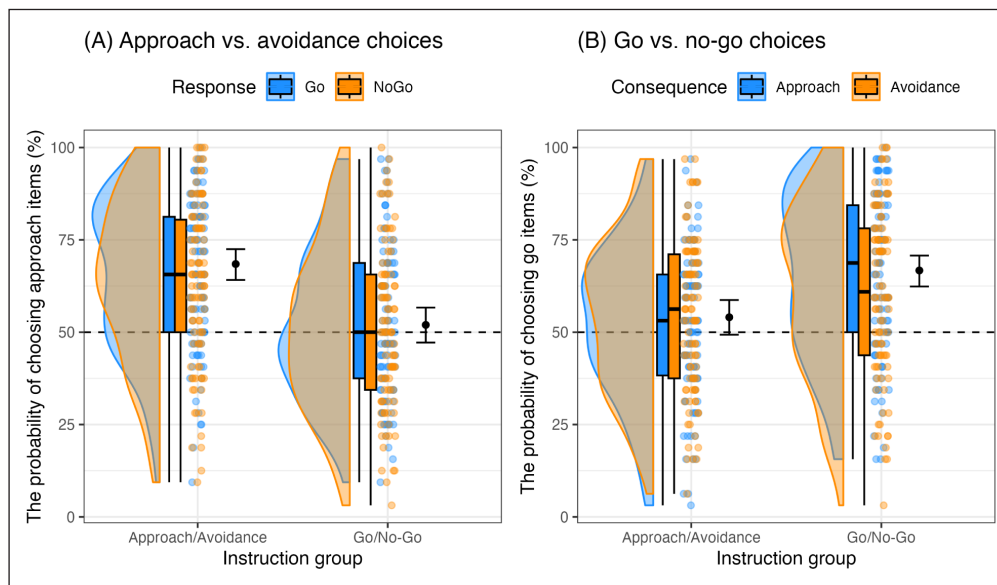 (A) Approach vs. avoidance choices
Response Go NoGo
The probability of choosing approach items (%)
100
75
50
25
0
Approach/Avoidance Go/No-Go
Instruction group
(B) Go vs. no-go choices
Consequence Approach Avoidance
The probability of choosing go items (%)
100
75
50
25
0
Approach/Avoidance Go/No-Go
Instruction group